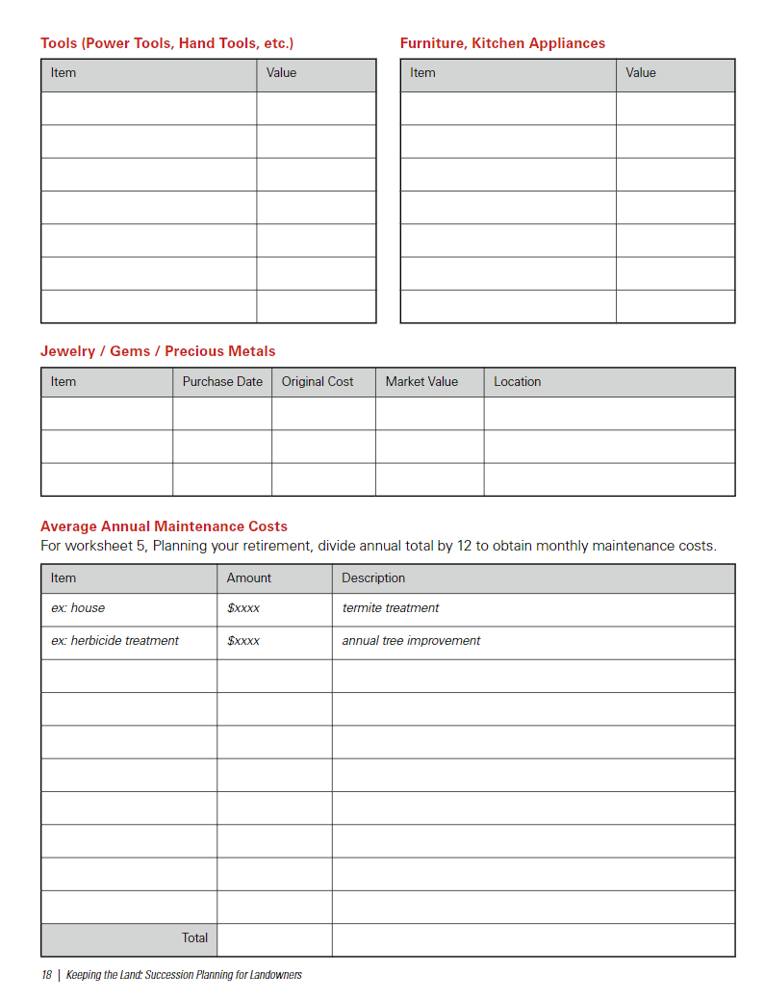 Tools (Power Tools, Hand Tools, etc.)
Item Value
Furniture, Kitchen Appliances
Item Value
Jewelry / Gems / Precious Metals
Item Purchase Date Original Cost Market Value Location
Average Annual Maintenance Costs
For worksheet 5, Planning your retirement, divide annual total by 12 to obtain monthly maintenance costs.
Item Amount Description
ex: house $xxxx termite treatment
ex: herbicide treatment $xxxx annual tree improvement
Total
18 | Keeping the Land: Succession Planning for Landowners